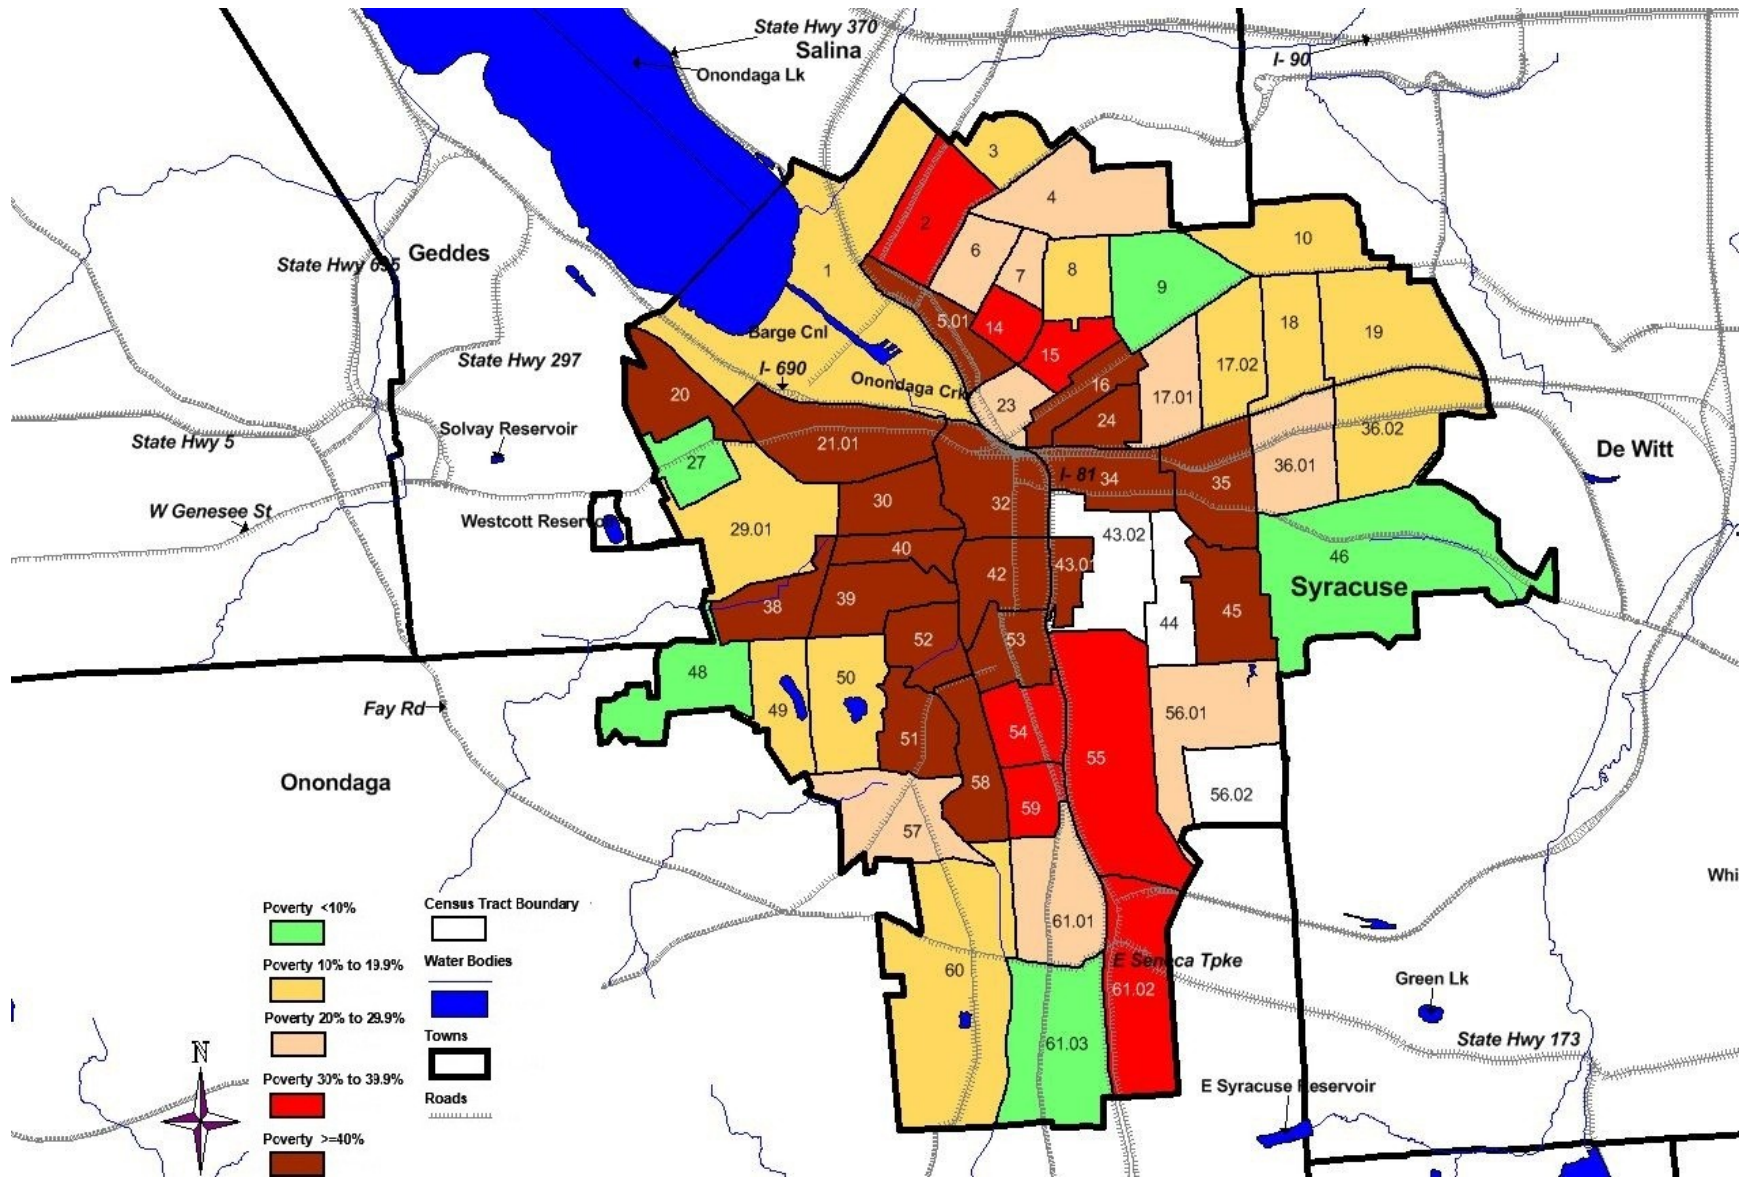 State Hwy 370
Salina
Onondaga Lk
I- 90
3
4
2
10
Geddes
State Hwy 695
6
7
8
9
1
5.01
14
18
19
Barge Cnl
15
State Hwy 297
I- 690
Onondaga Crk
16
17.02
20
23
17.01
24
State Hwy 5
Solvay Reservoir
21.01
36.02
27
I- 81
34
35
36.01
De Witt
W Genesee St
Westcott Reservoir
29.01
30
32
43.02
40
42
43.01
46
Syracuse
38
39
44
45
52
53
48
50
Fay Rd
49
51
54
56.01
55
Onondaga
58
59
56.02
57
Whi
61.01
60
E Seneca Tpke
61.02
Green Lk
61.03
State Hwy 173
E Syracuse Reservoir
Poverty <10%
Poverty 10% to 19.9%
Poverty 20% to 29.9%
Poverty 30% to 39.9%
Poverty >=40%
Census Tract Boundary
Water Bodies
Towns
Roads
N